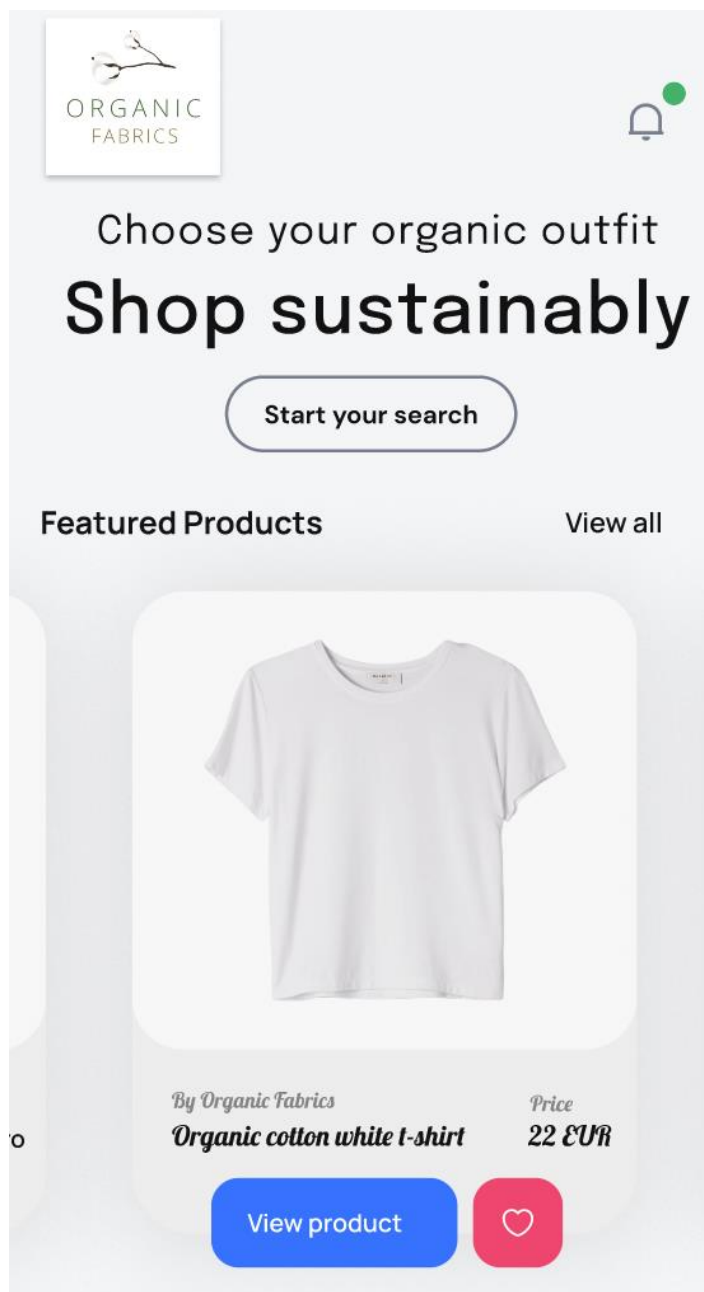 ORGANIC
FABRICS
Choose your organic outfit
Shop sustainably
Start your search
Featured Products
View all
By Organic Fabrics
Price
Organic cotton white t-shirt
22 EUR
ro
View product